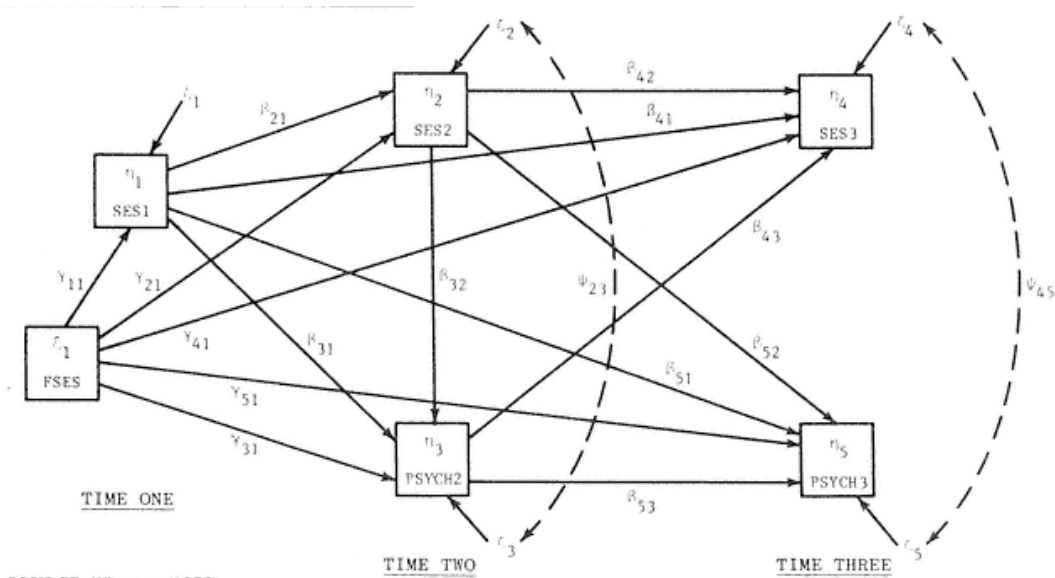 ζ2
ζ4
η2
SES2
β42
η4
SES3
ζ1
β21
β41
η1
SES1
β43
γ11
γ21
β32
ψ23
ψ45
ξ1
FSES
γ41
β31
β52
β51
γ51
γ31
η3
PSYCH2
η5
PSYCH3
β53
TIME ONE
ζ3
ζ5
TIME TWO
TIME THREE